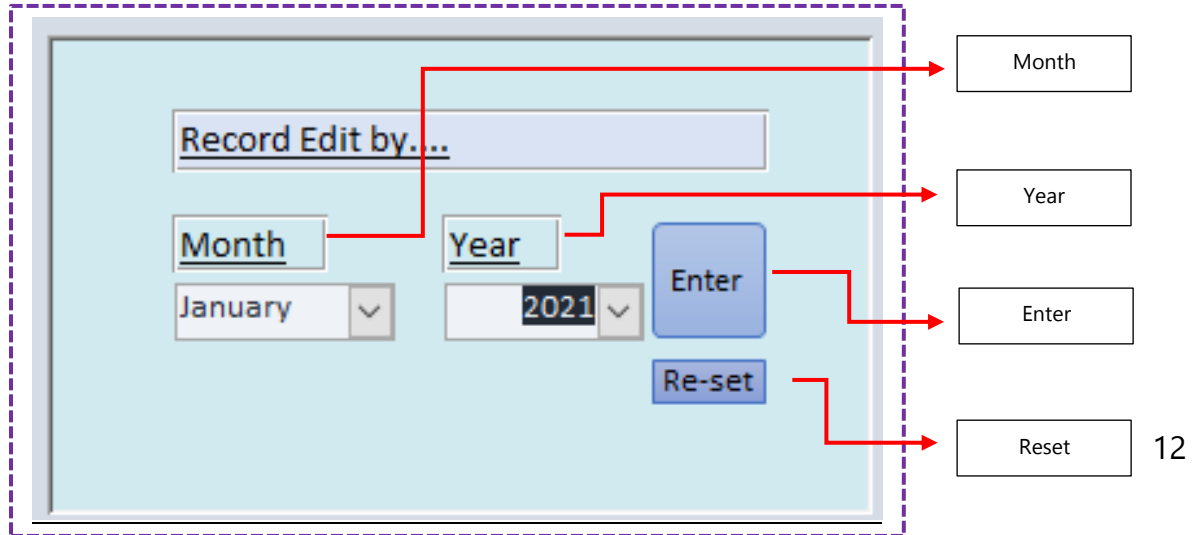 Month
Record Edit by....
Year
Month
Year
Enter
January
2021
Enter
Re-set
Reset
12